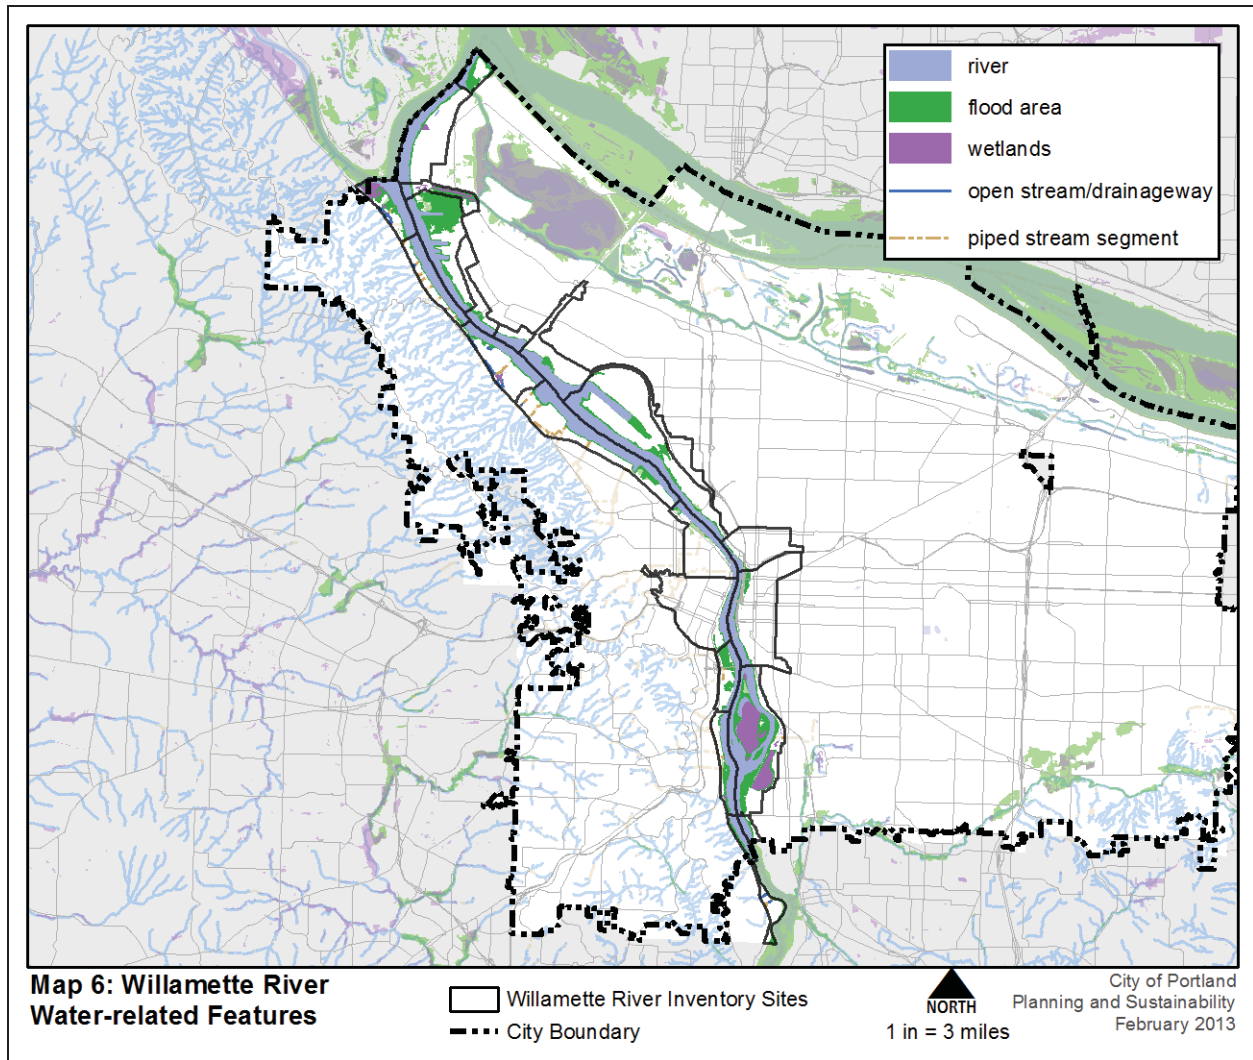 river
flood area
wetlands
open stream/drainageway
piped stream segment
Map 6: Willamette River
Water-related Features
Willamette River Inventory Sites
City Boundary
NORTH
1 in = 3 miles
City of Portland
Planning and Sustainability
February 2013